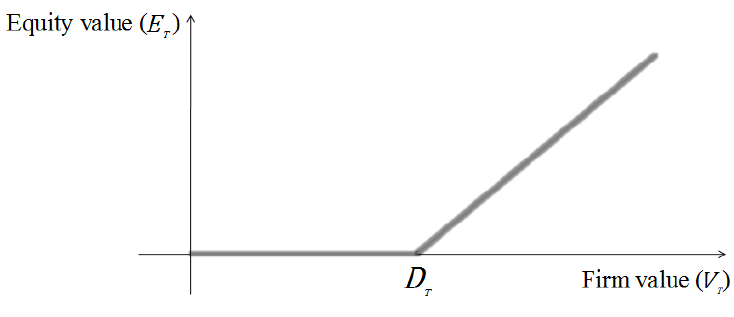 Equity value (E_T)
D_T
Firm value (V_T)